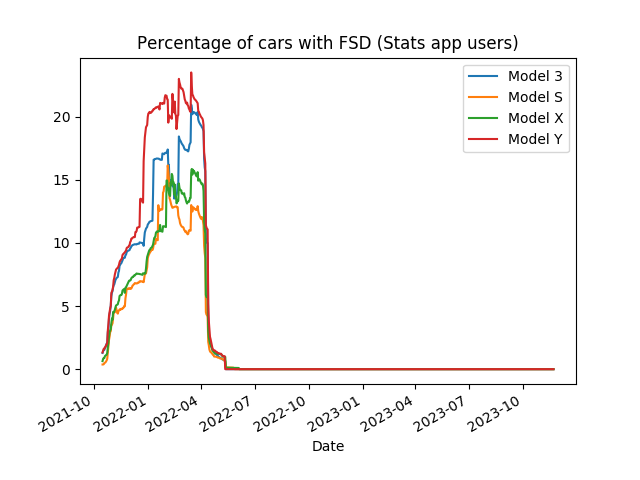 Percentage of cars with FSD (Stats app users)
Model 3
Model S
Model X
Model Y
20
15
10
5
0
2021-10
2022-01
2022-04
2022-07
2022-10
2023-01
2023-04
2023-07
2023-10
Date